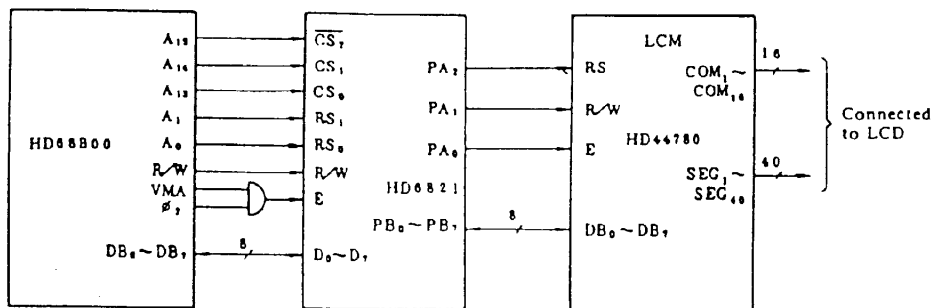 HD68B00
A₁₅
A₁₄
A₁₃
A₁
A₀
R/W
VMA
ø₂
DB₀~DB₇
8
CS₂
CS₁
CS₀
RS₁
RS₀
R/W
E
D₀~D₇
HD6821
PA₂
PA₁
PA₀
PB₀~PB₇
8
LCM
HD44780
RS
R/W
E
DB₀~DB₇
COM₁~
COM₁₆
SEG₁~
SEG₄₀
16
40
Connected
to LCD